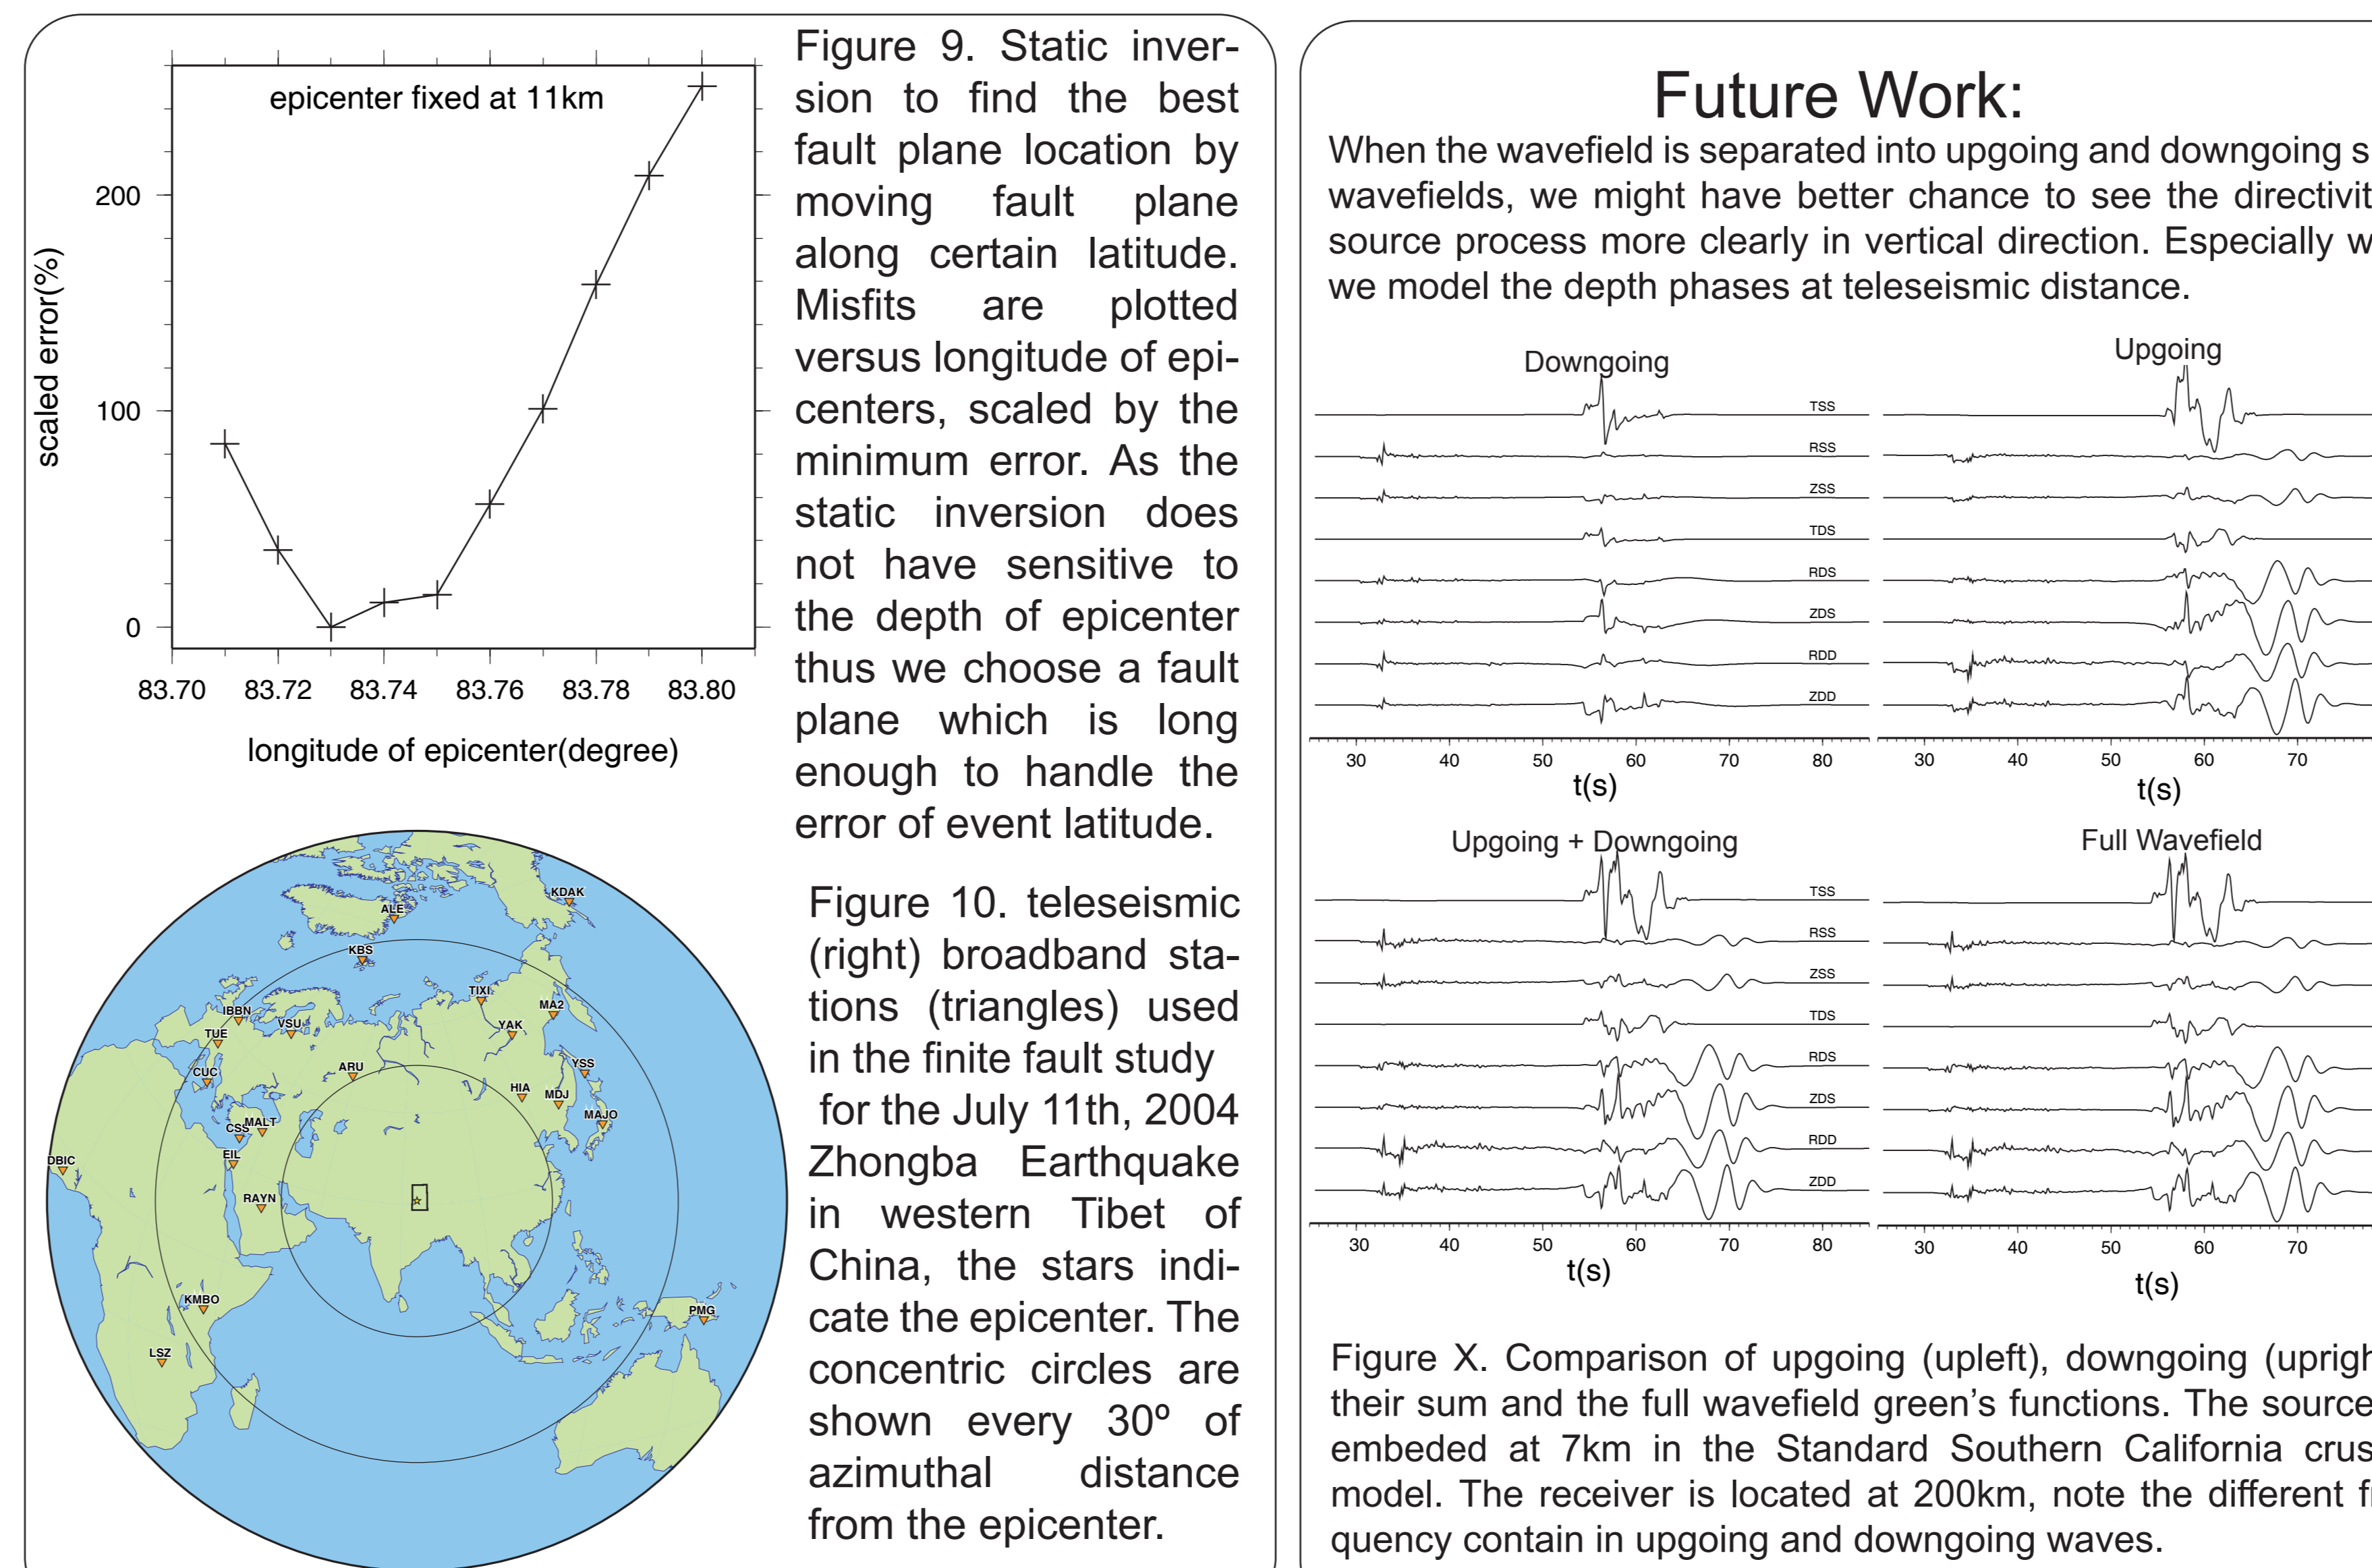 epicenter fixed at 11km
200
100
0
scaled error(%)
83.70 83.72 83.74 83.76 83.78 83.80
longitude of epicenter(degree)
Figure 9. Static inver-
sion to find the best
fault plane location by
moving fault plane
along certain latitude.
Misfits are plotted
versus longitude of epi-
centers, scaled by the
minimum error. As the
static inversion does
not have sensitive to
the depth of epicenter
thus we choose a fault
plane which is long
enough to handle the
error of event latitude.
KDAK
ALE
KBS
TIXI
MA2
IBBN
VSU
YAK
TUE
ARU
YSS
CUC
HIA
MDJ
MAJO
MALT
CSS
EIL
DBIC
RAYN
KMBO
PMG
LSZ
Figure 10. teleseismic
(right) broadband sta-
tions (triangles) used
in the finite fault study
for the July 11th, 2004
Zhongba Earthquake
in western Tibet of
China, the stars indi-
cate the epicenter. The
concentric circles are
shown every 30º of
azimuthal distance
from the epicenter.
Future Work:
When the wavefield is separated into upgoing and downgoing s
wavefields, we might have better chance to see the directivit
source process more clearly in vertical direction. Especially w
we model the depth phases at teleseismic distance.
Downgoing
TSS
RSS
ZSS
TDS
RDS
ZDS
RDD
ZDD
30 40 50 60 70 80
t(s)
Upgoing
30 40 50 60 70
t(s)
Upgoing + Downgoing
TSS
RSS
ZSS
TDS
RDS
ZDS
RDD
ZDD
30 40 50 60 70 80
t(s)
Full Wavefield
30 40 50 60 70
t(s)
Figure X. Comparison of upgoing (upleft), downgoing (uprigh
their sum and the full wavefield green’s functions. The source
embeded at 7km in the Standard Southern California crus
model. The receiver is located at 200km, note the different fr
quency contain in upgoing and downgoing waves.